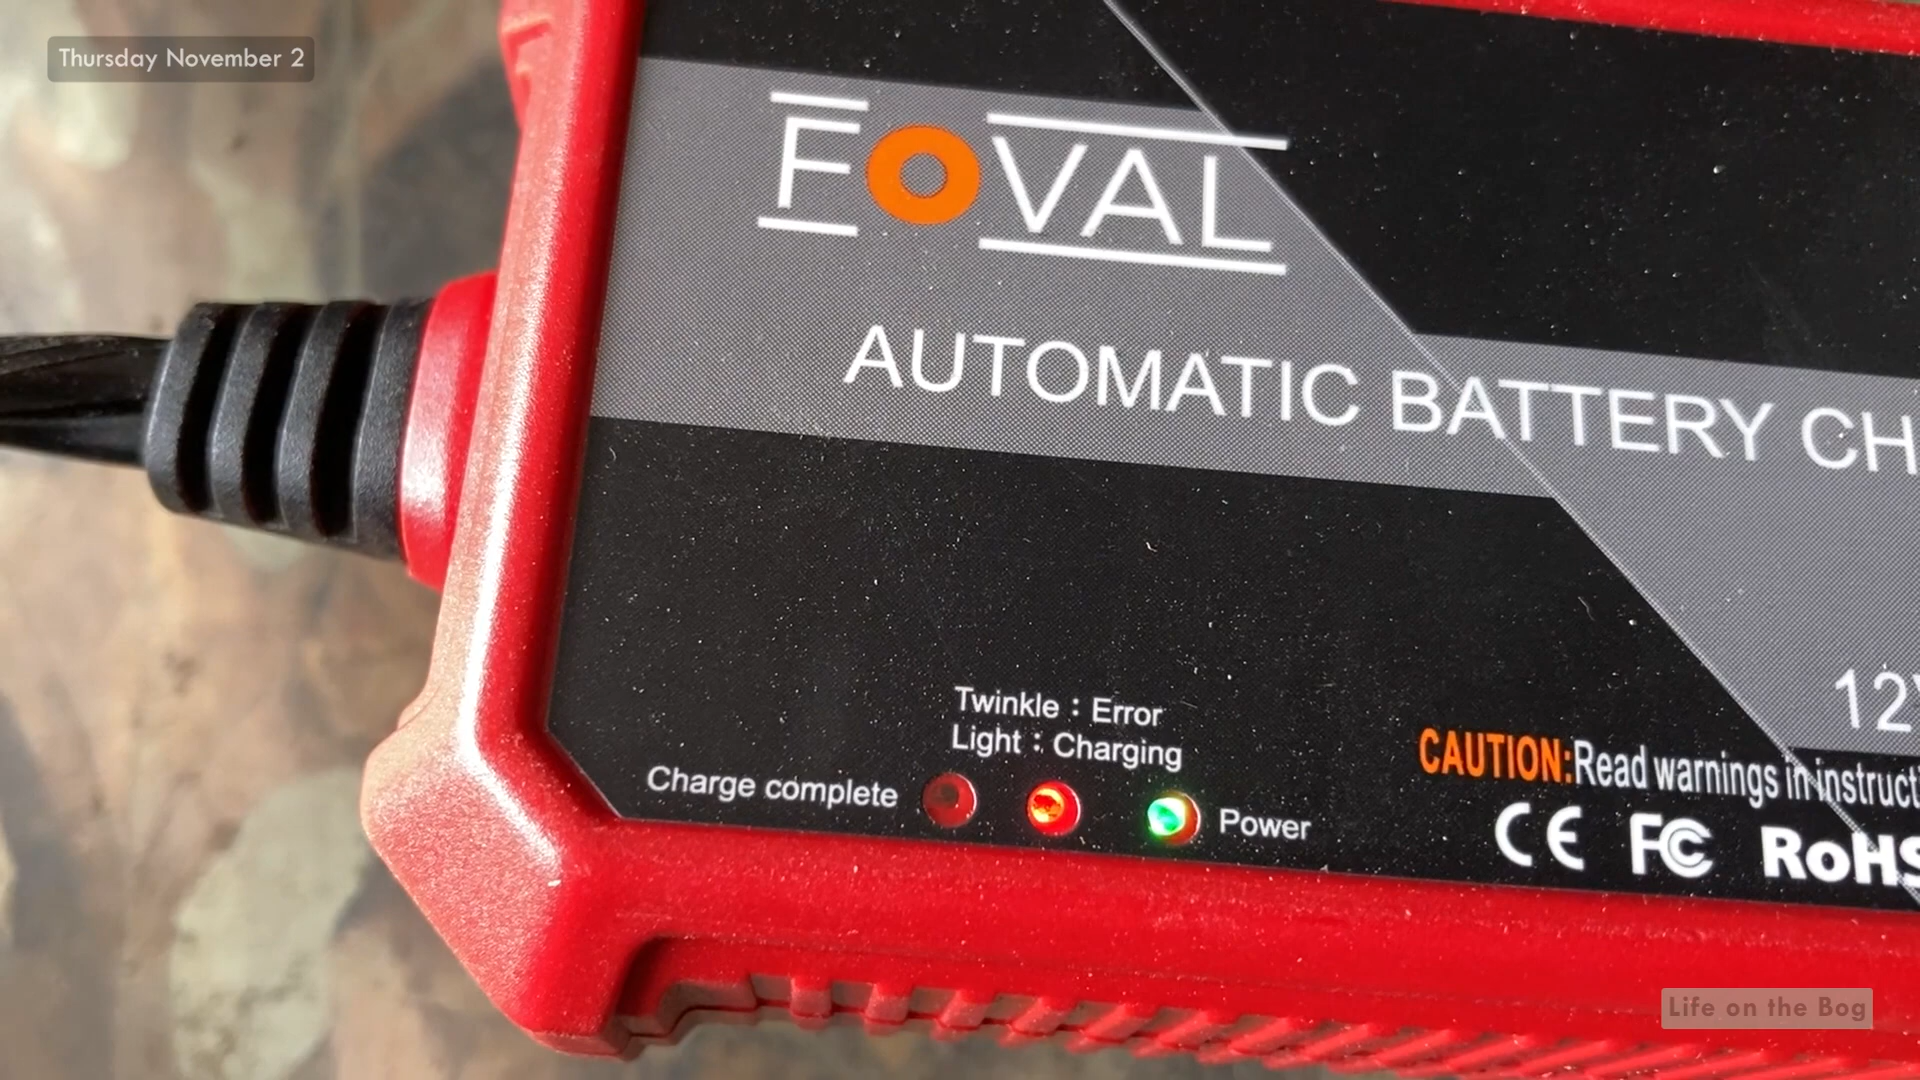 Thursday November 2
FOVAL
AUTOMATIC BATTERY CH
12V
Twinkle : Error
Light : Charging
Charge complete
Power
CAUTION:Read warnings in instructi
CE FC RoHS
Life on the Bog